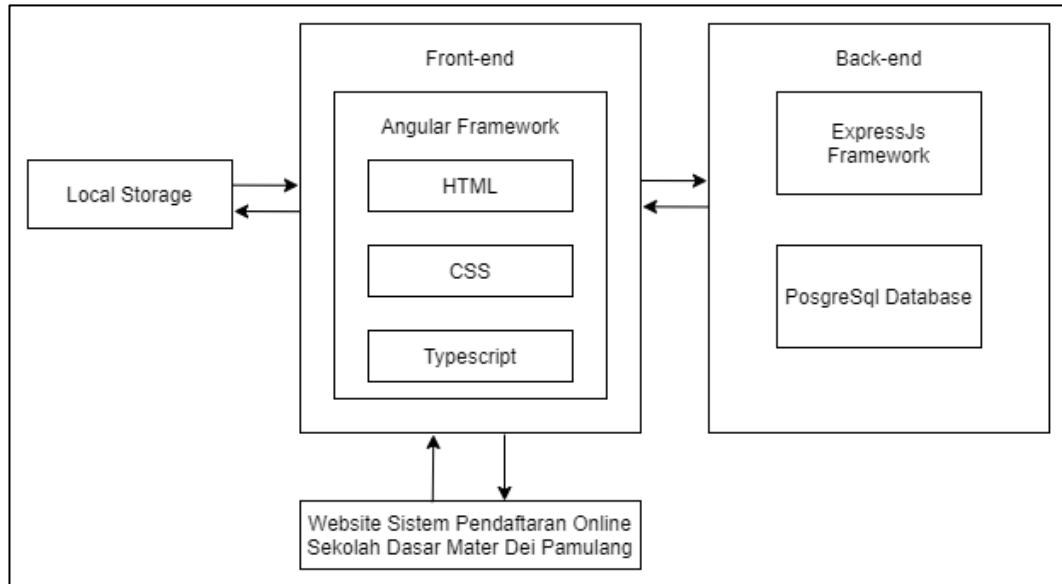 Front-end
Angular Framework
HTML
CSS
Typescript
Back-end
ExpressJs
Framework
PosgreSql Database
Local Storage
Website Sistem Pendaftaran Online
Sekolah Dasar Mater Dei Pamulang